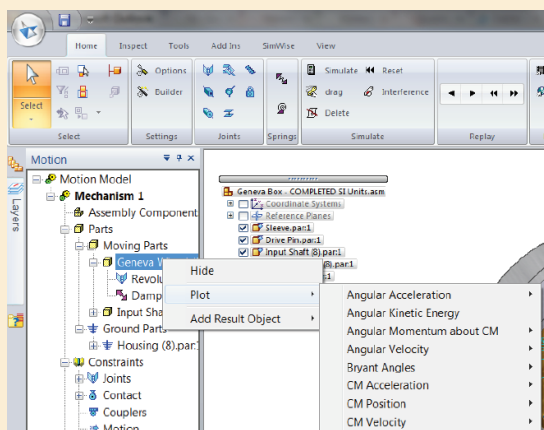 Home Inspect Tools Add Ins SimWise View
Select
Options
Builder
Simulate Reset
drag Interference
Delete
Select Settings Joints Springs Simulate Replay
Motion
Layers
Motion Model
Mechanism 1
Assembly Component
Parts
Moving Parts
Geneva W
Revolu
Damp
Input Sha
Ground Parts
Housing (8).par:
Constraints
Joints
Contact
Couplers
Motion
Geneva Box - COMPLETED SI Units.asm
Coordinate Systems
Reference Planes
Sleeve.par:1
Drive Pin.par:1
Input Shaft (8).par:1
(8).par:1
Hide
Plot
Add Result Object
Angular Acceleration
Angular Kinetic Energy
Angular Momentum about CM
Angular Velocity
Bryant Angles
CM Acceleration
CM Position
CM Velocity